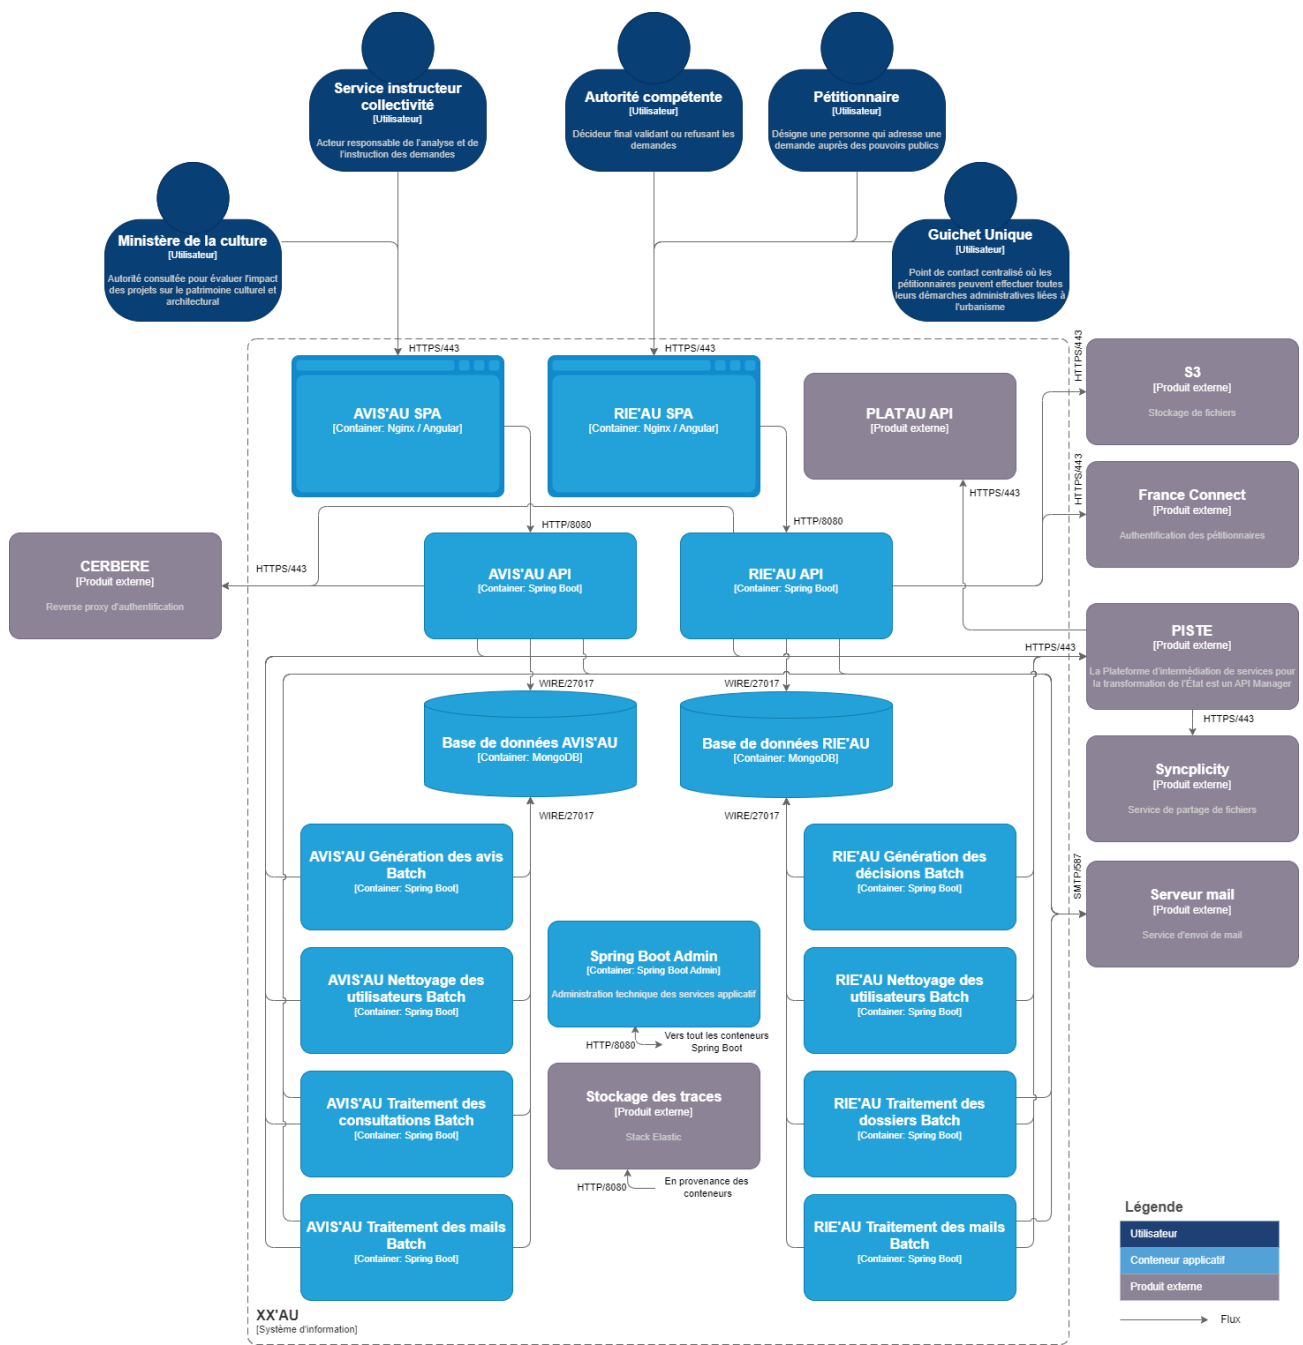 Service instructeur
collectivité
[Utilisateur]
Acteur responsable de l'analyse et de
l'instruction des demandes
Autorité compétente
[Utilisateur]
Décideur final validant ou refusant les
demandes
Pétitionnaire
[Utilisateur]
Désigne une personne qui adresse une
demande auprès des pouvoirs publics
Ministère de la culture
[Utilisateur]
Autorité consultée pour évaluer l'impact
des projets sur le patrimoine culturel et
architectural
Guichet Unique
[Utilisateur]
Point de contact centralisé où les
pétitionnaires peuvent effectuer toutes
leurs démarches administratives liées à
l'urbanisme
HTTPS/443
HTTPS/443
HTTPS/443
AVIS'AU SPA
[Container: Nginx / Angular]
RIE'AU SPA
[Container: Nginx / Angular]
PLAT'AU API
[Produit externe]
S3
[Produit externe]
Stockage de fichiers
HTTPS/443
HTTPS/443
France Connect
[Produit externe]
Authentification des pétitionnaires
HTTP/8080
HTTP/8080
CERBERE
[Produit externe]
Reverse proxy d'authentification
HTTPS/443
AVIS'AU API
[Container: Spring Boot]
RIE'AU API
[Container: Spring Boot]
PISTE
[Produit externe]
La Plateforme d'intermédiation de services pour
la transformation de l'État est un API Manager
HTTPS/443
WIRE/27017
WIRE/27017
HTTPS/443
Base de données AVIS'AU
[Container: MongoDB]
Base de données RIE'AU
[Container: MongoDB]
Syncplicity
[Produit externe]
Service de partage de fichiers
WIRE/27017
WIRE/27017
AVIS'AU Génération des avis
Batch
[Container: Spring Boot]
RIE'AU Génération des
décisions Batch
[Container: Spring Boot]
SMTP/587
Serveur mail
[Produit externe]
Service d'envoi de mail
Spring Boot Admin
[Container: Spring Boot Admin]
Administration technique des services applicatif
AVIS'AU Nettoyage des
utilisateurs Batch
[Container: Spring Boot]
RIE'AU Nettoyage des
utilisateurs Batch
[Container: Spring Boot]
HTTP/8080
Vers tout les conteneurs
Spring Boot
Stockage des traces
[Produit externe]
Stack Elastic
AVIS'AU Traitement des
consultations Batch
[Container: Spring Boot]
RIE'AU Traitement des
dossiers Batch
[Container: Spring Boot]
HTTP/8080
En provenance des
conteneurs
AVIS'AU Traitement des mails
Batch
[Container: Spring Boot]
RIE'AU Traitement des mails
Batch
[Container: Spring Boot]
XX'AU
[Système d'information]
Légende
Utilisateur
Conteneur applicatif
Produit externe
Flux